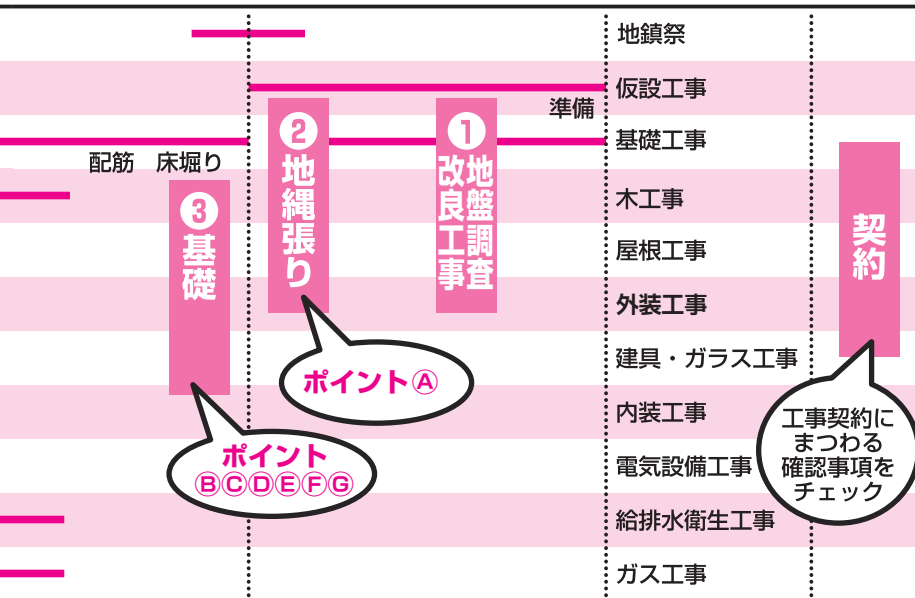 契約
工事契約に
まつわる
確認事項を
チェック
地鎮祭
仮設工事
基礎工事
木工事
屋根工事
外装工事
建具・ガラス工事
内装工事
電気設備工事
給排水衛生工事
ガス工事
準備
❶地盤調査
改良工事
❷地縄張り
ポイントⒶ
床堀り
配筋
❸基礎
ポイント
ⒷⒸⒹⒺⒻⒼ